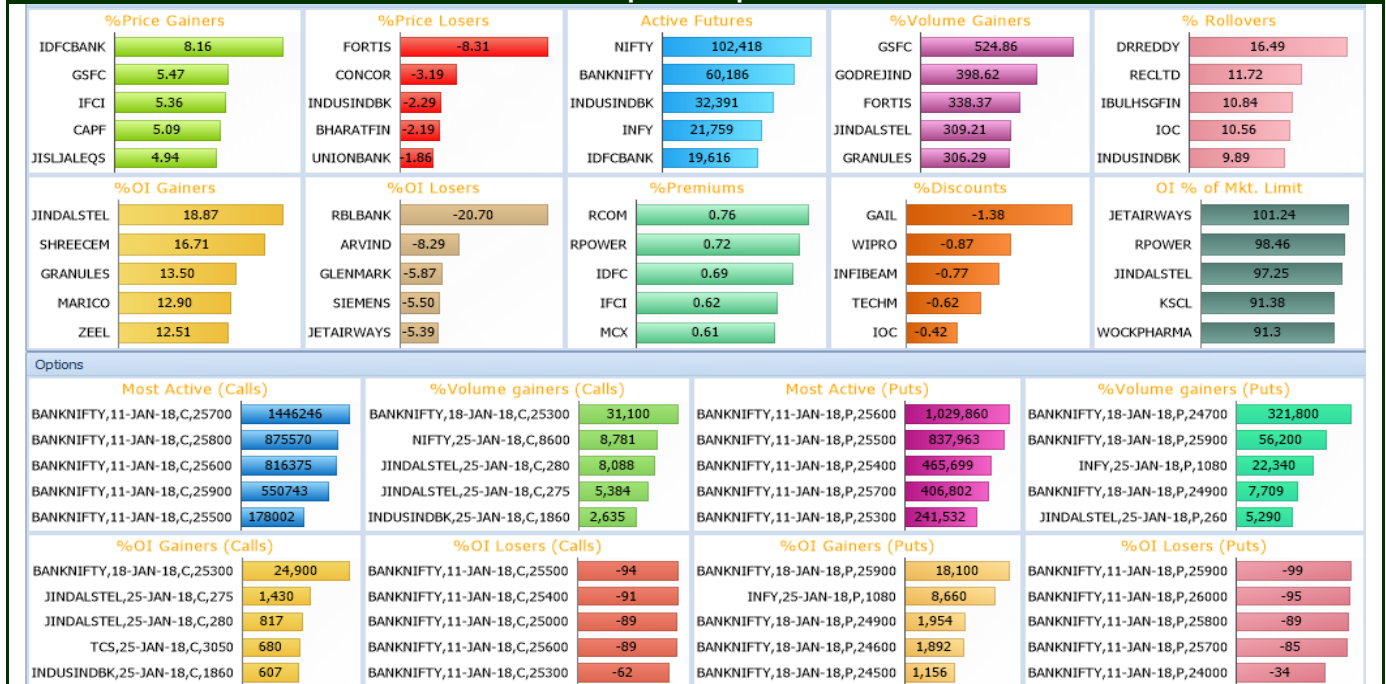 %Price Gainers
IDFCBANK 8.16
GSFC 5.47
IFCI 5.36
CAPF 5.09
JISLJALEQS 4.94
%Price Losers
FORTIS -8.31
CONCOR -3.19
INDUSINDBK -2.29
BHARATFIN -2.19
UNIONBANK -1.86
Active Futures
NIFTY 102,418
BANKNIFTY 60,186
INDUSINDBK 32,391
INFY 21,759
IDFCBANK 19,616
%Volume Gainers
GSFC 524.86
GODREJIND 398.62
FORTIS 338.37
JINDALSTEL 309.21
GRANULES 306.29
% Rollovers
DRREDDY 16.49
RECLTD 11.72
IBULHSGFIN 10.84
IOC 10.56
INDUSINDBK 9.89
%OI Gainers
JINDALSTEL 18.87
SHREECEM 16.71
GRANULES 13.50
MARICO 12.90
ZEEL 12.51
%OI Losers
RBLBANK -20.70
ARVIND -8.29
GLENMARK -5.87
SIEMENS -5.50
JETAIRWAYS -5.39
%Premiums
RCOM 0.76
RPOWER 0.72
IDFC 0.69
IFCI 0.62
MCX 0.61
%Discounts
GAIL -1.38
WIPRO -0.87
INFIBEAM -0.77
TECHM -0.62
IOC -0.42
OI % of Mkt. Limit
JETAIRWAYS 101.24
RPOWER 98.46
JINDALSTEL 97.25
KSCL 91.38
WOCKPHARMA 91.3
Options
Most Active (Calls)
BANKNIFTY,11-JAN-18,C,25700 1446246
BANKNIFTY,11-JAN-18,C,25800 875570
BANKNIFTY,11-JAN-18,C,25600 816375
BANKNIFTY,11-JAN-18,C,25900 550743
BANKNIFTY,11-JAN-18,C,25500 178002
%Volume gainers (Calls)
BANKNIFTY,18-JAN-18,C,25300 31,100
NIFTY,25-JAN-18,C,8600 8,781
JINDALSTEL,25-JAN-18,C,280 8,088
JINDALSTEL,25-JAN-18,C,275 5,384
INDUSINDBK,25-JAN-18,C,1860 2,635
Most Active (Puts)
BANKNIFTY,11-JAN-18,P,25600 1,029,860
BANKNIFTY,11-JAN-18,P,25500 837,963
BANKNIFTY,11-JAN-18,P,25400 465,699
BANKNIFTY,11-JAN-18,P,25700 406,802
BANKNIFTY,11-JAN-18,P,25300 241,532
%Volume gainers (Puts)
BANKNIFTY,18-JAN-18,P,24700 321,800
BANKNIFTY,18-JAN-18,P,25900 56,200
INFY,25-JAN-18,P,1080 22,340
BANKNIFTY,18-JAN-18,P,24900 7,709
JINDALSTEL,25-JAN-18,P,260 5,290
%OI Gainers (Calls)
BANKNIFTY,18-JAN-18,C,25300 24,900
JINDALSTEL,25-JAN-18,C,275 1,430
JINDALSTEL,25-JAN-18,C,280 817
TCS,25-JAN-18,C,3050 680
INDUSINDBK,25-JAN-18,C,1860 607
%OI Losers (Calls)
BANKNIFTY,11-JAN-18,C,25500 -94
BANKNIFTY,11-JAN-18,C,25400 -91
BANKNIFTY,11-JAN-18,C,25000 -89
BANKNIFTY,11-JAN-18,C,25600 -89
BANKNIFTY,11-JAN-18,C,25300 -62
%OI Gainers (Puts)
BANKNIFTY,18-JAN-18,P,25900 18,100
INFY,25-JAN-18,P,1080 8,660
BANKNIFTY,18-JAN-18,P,24900 1,954
BANKNIFTY,18-JAN-18,P,24600 1,892
BANKNIFTY,18-JAN-18,P,24500 1,156
%OI Losers (Puts)
BANKNIFTY,11-JAN-18,P,25900 -99
BANKNIFTY,11-JAN-18,P,26000 -95
BANKNIFTY,11-JAN-18,P,25800 -89
BANKNIFTY,11-JAN-18,P,25700 -85
BANKNIFTY,11-JAN-18,P,24000 -34